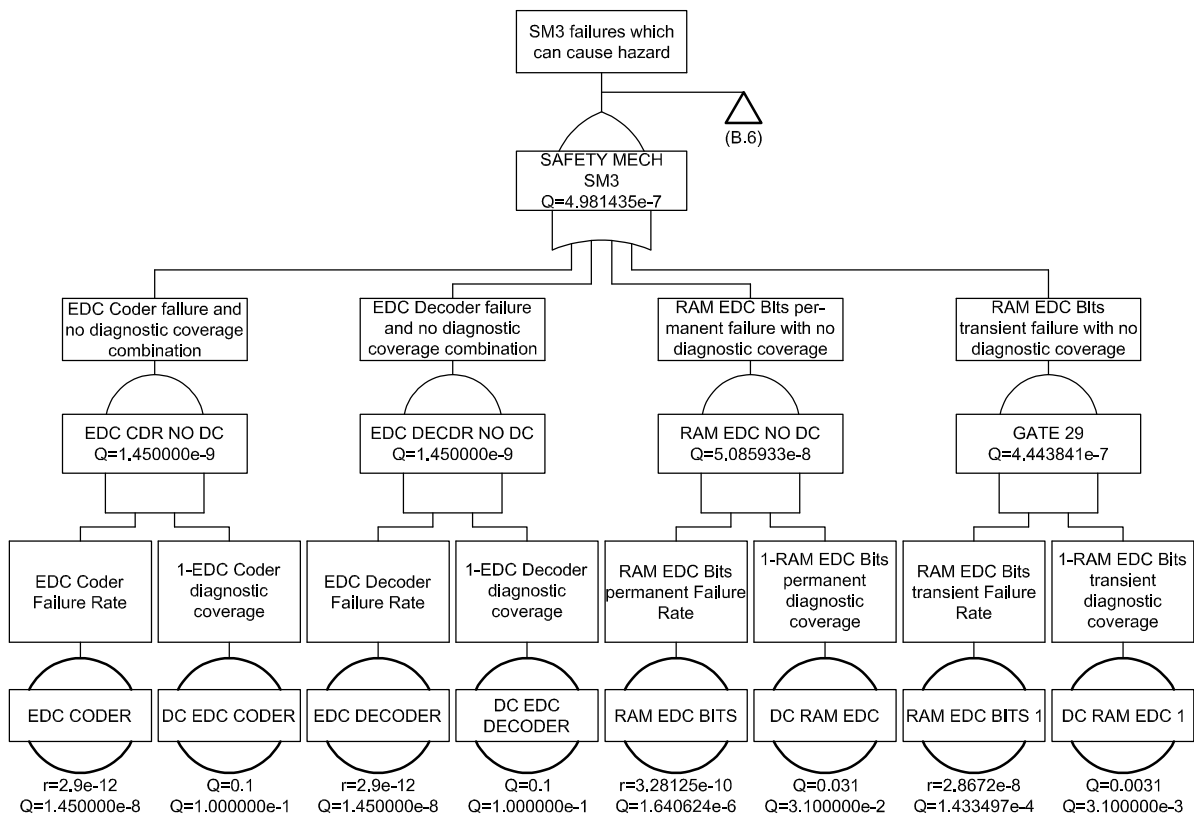 SM3 failures which
can cause hazard
(B.6)
SAFETY MECH
SM3
Q=4.981435e-7
EDC Coder failure and
no diagnostic coverage
combination
EDC Decoder failure
and no diagnostic
coverage combination
RAM EDC BIts per-
manent failure with no
diagnostic coverage
RAM EDC BIts
transient failure with no
diagnostic coverage
EDC CDR NO DC
Q=1.450000e-9
EDC DECDR NO DC
Q=1.450000e-9
RAM EDC NO DC
Q=5.085933e-8
GATE 29
Q=4.443841e-7
EDC Coder
Failure Rate
1-EDC Coder
diagnostic
coverage
EDC Decoder
Failure Rate
1-EDC Decoder
diagnostic
coverage
RAM EDC Bits
permanent Failure
Rate
1-RAM EDC Bits
permanent
diagnostic
coverage
RAM EDC Bits
transient Failure
Rate
1-RAM EDC Bits
transient
diagnostic
coverage
EDC CODER
DC EDC CODER
EDC DECODER
DC EDC
DECODER
RAM EDC BITS
DC RAM EDC
RAM EDC BITS 1
DC RAM EDC 1
r=2.9e-12
Q=1.450000e-8
Q=0.1
Q=1.000000e-1
r=2.9e-12
Q=1.450000e-8
Q=0.1
Q=1.000000e-1
r=3.28125e-10
Q=1.640624e-6
Q=0.031
Q=3.100000e-2
r=2.8672e-8
Q=1.433497e-4
Q=0.0031
Q=3.100000e-3